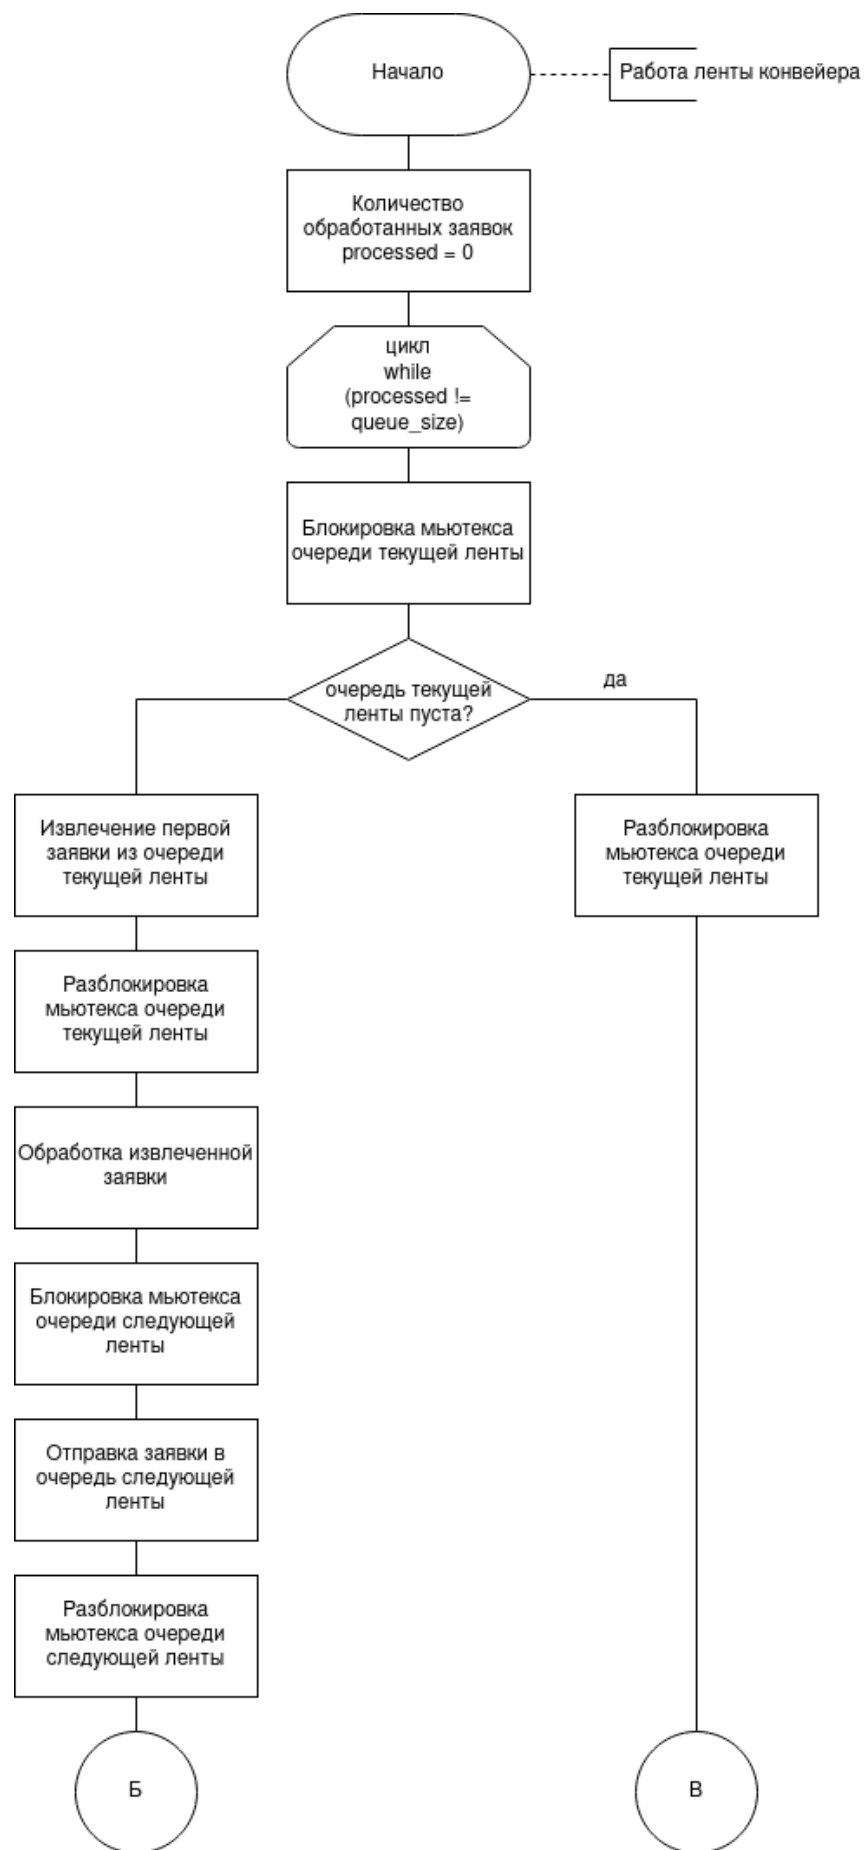 Начало
Работа ленты конвейера
Количество
обработанных заявок
processed = 0
цикл
while
(processed !=
queue_size)
Блокировка мьютекса
очереди текущей ленты
очередь текущей
ленты пуста?
да
Извлечение первой
заявки из очереди
текущей ленты
Разблокировка
мьютекса очереди
текущей ленты
Разблокировка
мьютекса очереди
текущей ленты
Обработка извлеченной
заявки
Блокировка мьютекса
очереди следующей
ленты
Отправка заявки в
очередь следующей
ленты
Разблокировка
мьютекса очереди
следующей ленты
Б
В